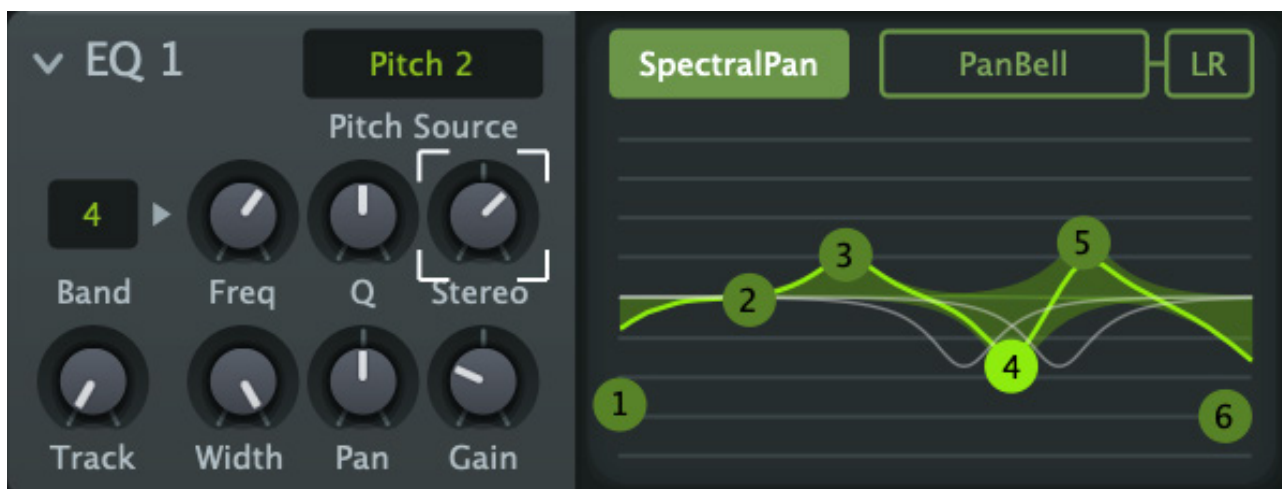 EQ 1
Pitch 2
Pitch Source
4
Band
Freq
Q
Stereo
Track
Width
Pan
Gain
SpectralPan
PanBell
LR
1
2
3
4
5
6